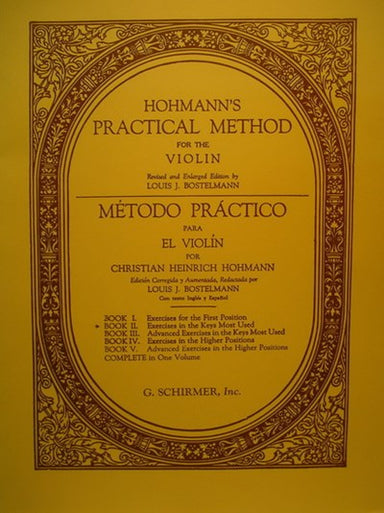 HOHMANN'S
PRACTICAL METHOD
FOR THE
VIOLIN
Revised and Enlarged Edition by
LOUIS J. BOSTELMANN
MÉTODO PRÁCTICO
PARA
EL VIOLÍN
POR
CHRISTIAN HEINRICH HOHMANN
Edición Corregida y Aumentada, Redactada por
LOUIS J. BOSTELMANN
Con texto Inglés y Español
BOOK I. Exercises for the First Position
BOOK II. Exercises in the Keys Most Used
BOOK III. Advanced Exercises in the Keys Most Used
BOOK IV. Exercises in the Higher Positions
BOOK V. Advanced Exercises in the Higher Positions
COMPLETE in One Volume
G. SCHIRMER, Inc.